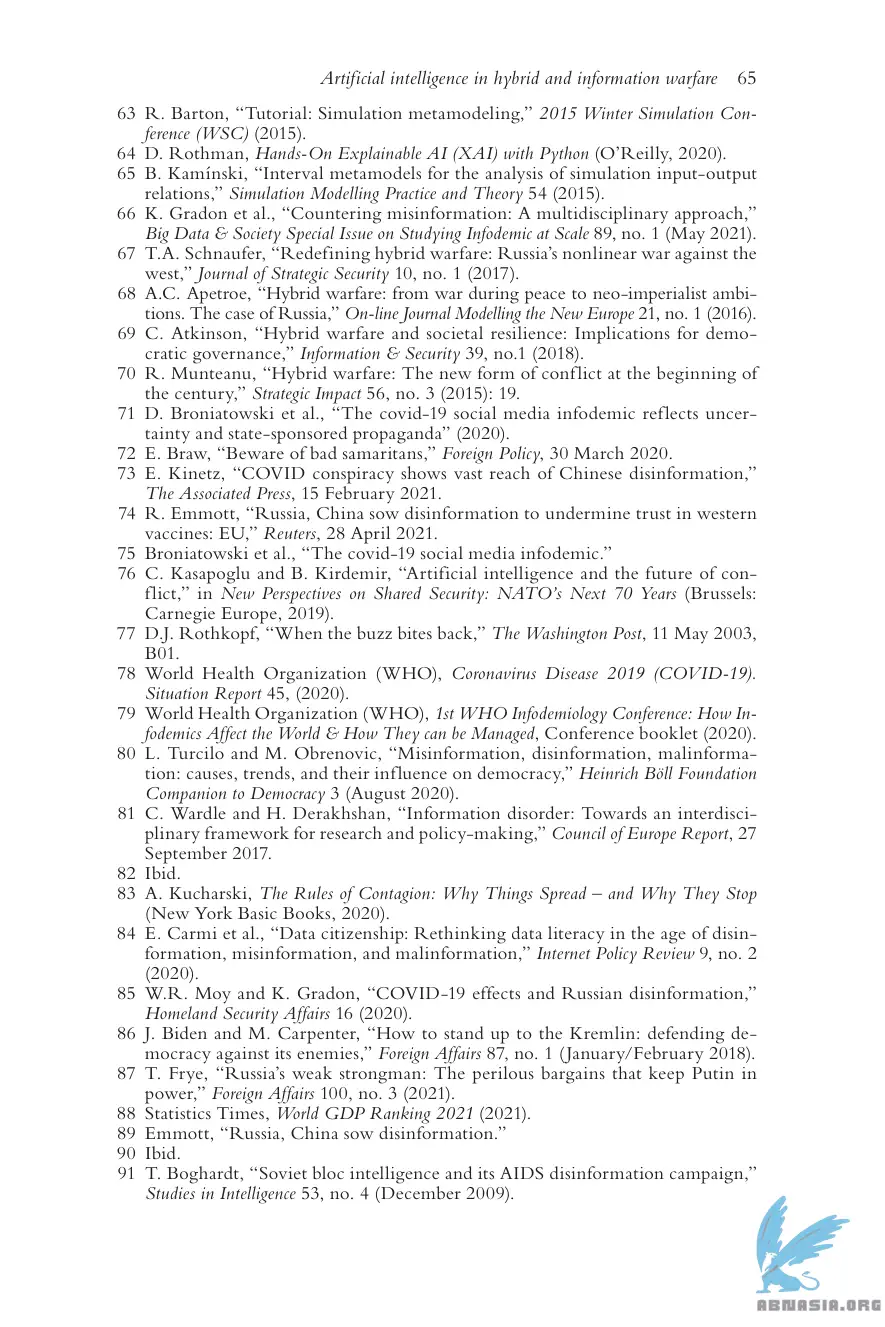 Artificial intelligence in hybrid and information warfare 65
63 R. Barton, “Tutorial: Simulation metamodeling,” 2015 Winter Simulation Con-
ference (WSC) (2015).
64 D. Rothman, Hands-On Explainable AI (XAI) with Python (O’Reilly, 2020).
65 B. Kamínski, “Interval metamodels for the analysis of simulation input-output
relations,” Simulation Modelling Practice and Theory 54 (2015).
66 K. Gradon et al., “Countering misinformation: A multidisciplinary approach,”
Big Data & Society Special Issue on Studying Infodemic at Scale 89, no. 1 (May 2021).
67 T.A. Schnaufer, “Redefining hybrid warfare: Russia’s nonlinear war against the
west,” Journal of Strategic Security 10, no. 1 (2017).
68 A.C. Apetroe, “Hybrid warfare: from war during peace to neo-imperialist ambi-
tions. The case of Russia,” On-line Journal Modelling the New Europe 21, no. 1 (2016).
69 C. Atkinson, “Hybrid warfare and societal resilience: Implications for demo-
cratic governance,” Information & Security 39, no.1 (2018).
70 R. Munteanu, “Hybrid warfare: The new form of conflict at the beginning of
the century,” Strategic Impact 56, no. 3 (2015): 19.
71 D. Broniatowski et al., “The covid-19 social media infodemic reflects uncer-
tainty and state-sponsored propaganda” (2020).
72 E. Braw, “Beware of bad samaritans,” Foreign Policy, 30 March 2020.
73 E. Kinetz, “COVID conspiracy shows vast reach of Chinese disinformation,”
The Associated Press, 15 February 2021.
74 R. Emmott, “Russia, China sow disinformation to undermine trust in western
vaccines: EU,” Reuters, 28 April 2021.
75 Broniatowski et al., “The covid-19 social media infodemic.”
76 C. Kasapoglu and B. Kirdemir, “Artificial intelligence and the future of con-
flict,” in New Perspectives on Shared Security: NATO’s Next 70 Years (Brussels:
Carnegie Europe, 2019).
77 D.J. Rothkopf, “When the buzz bites back,” The Washington Post, 11 May 2003,
B01.
78 World Health Organization (WHO), Coronavirus Disease 2019 (COVID-19).
Situation Report 45, (2020).
79 World Health Organization (WHO), 1st WHO Infodemiology Conference: How In-
fodemics Affect the World & How They can be Managed, Conference booklet (2020).
80 L. Turcilo and M. Obrenovic, “Misinformation, disinformation, malinforma-
tion: causes, trends, and their influence on democracy,” Heinrich Böll Foundation
Companion to Democracy 3 (August 2020).
81 C. Wardle and H. Derakhshan, “Information disorder: Towards an interdisci-
plinary framework for research and policy-making,” Council of Europe Report, 27
September 2017.
82 Ibid.
83 A. Kucharski, The Rules of Contagion: Why Things Spread – and Why They Stop
(New York Basic Books, 2020).
84 E. Carmi et al., “Data citizenship: Rethinking data literacy in the age of disin-
formation, misinformation, and malinformation,” Internet Policy Review 9, no. 2
(2020).
85 W.R. Moy and K. Gradon, “COVID-19 effects and Russian disinformation,”
Homeland Security Affairs 16 (2020).
86 J. Biden and M. Carpenter, “How to stand up to the Kremlin: defending de-
mocracy against its enemies,” Foreign Affairs 87, no. 1 (January/February 2018).
87 T. Frye, “Russia’s weak strongman: The perilous bargains that keep Putin in
power,” Foreign Affairs 100, no. 3 (2021).
88 Statistics Times, World GDP Ranking 2021 (2021).
89 Emmott, “Russia, China sow disinformation.”
90 Ibid.
91 T. Boghardt, “Soviet bloc intelligence and its AIDS disinformation campaign,”
Studies in Intelligence 53, no. 4 (December 2009).
ABNASIA.ORG